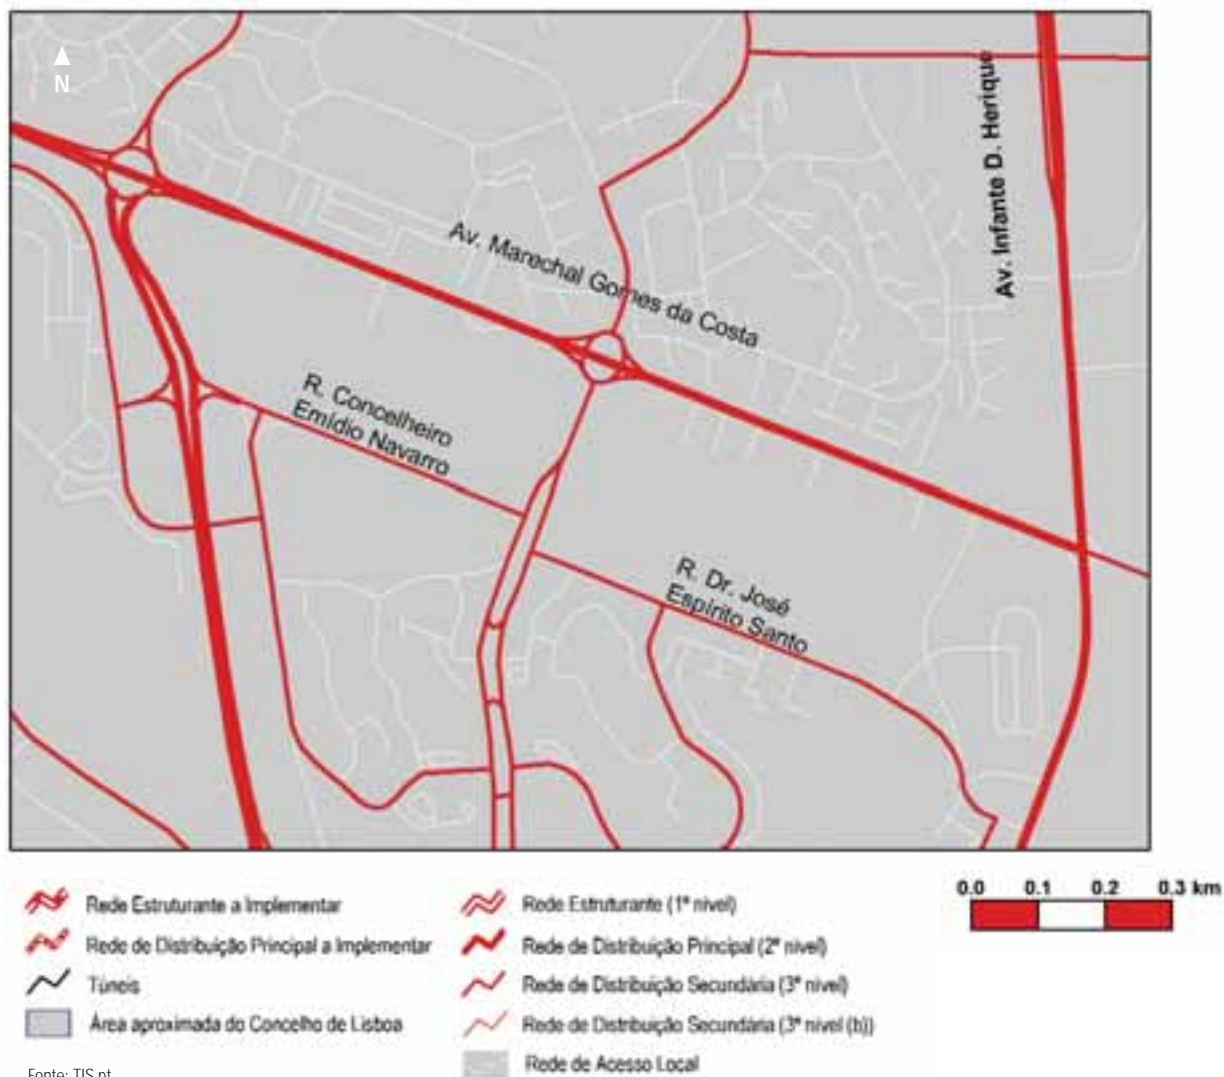 N
Av. Infante D. Herique
Av. Marechal Gomes da Costa
R. Concelheiro
Emídio Navarro
R. Dr. José
Espírito Santo
0.0 0.1 0.2 0.3 km
Rede Estruturante a Implementar
Rede de Distribuição Principal a Implementar
Túneis
Área aproximada do Concelho de Lisboa
Rede Estruturante (1º nível)
Rede de Distribuição Principal (2º nível)
Rede de Distribuição Secundária (3º nível)
Rede de Distribuição Secundária (3º nível (b))
Rede de Acesso Local
Fonte: TIS.pt